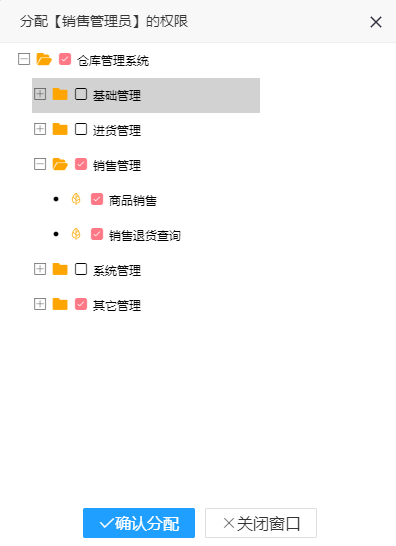 分配【销售管理员】的权限
仓库管理系统
基础管理
进货管理
销售管理
商品销售
销售退货查询
系统管理
其它管理
确认分配 关闭窗口